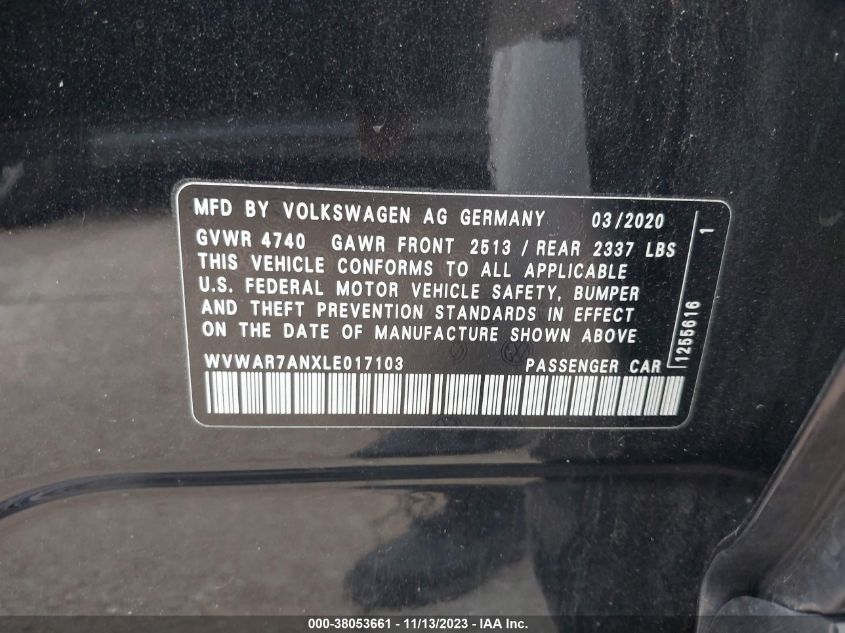 MFD BY VOLKSWAGEN AG GERMANY 03/2020
GVWR 4740 GAWR FRONT 2513 / REAR 2337 LBS
THIS VEHICLE CONFORMS TO ALL APPLICABLE
U.S. FEDERAL MOTOR VEHICLE SAFETY, BUMPER
AND THEFT PREVENTION STANDARDS IN EFFECT
ON THE DATE OF MANUFACTURE SHOWN ABOVE
WVWAR7ANXLE017103 PASSENGER CAR
1255616 1
000-38053661 - 11/13/2023 - IAA Inc.